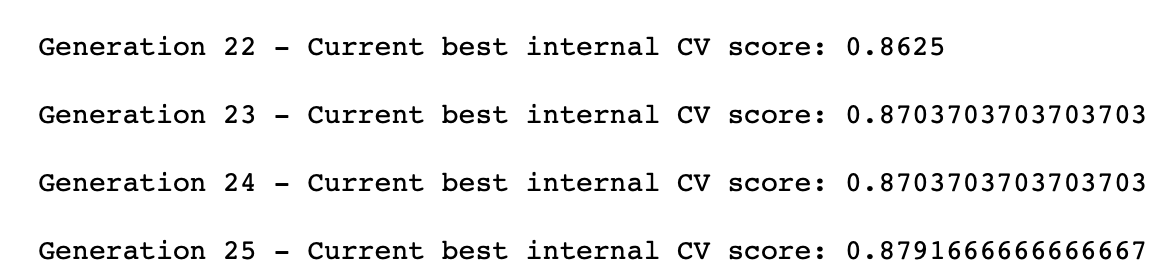 Generation 22 - Current best internal CV score: 0.8625
Generation 23 - Current best internal CV score: 0.8703703703703703
Generation 24 - Current best internal CV score: 0.8703703703703703
Generation 25 - Current best internal CV score: 0.8791666666666667